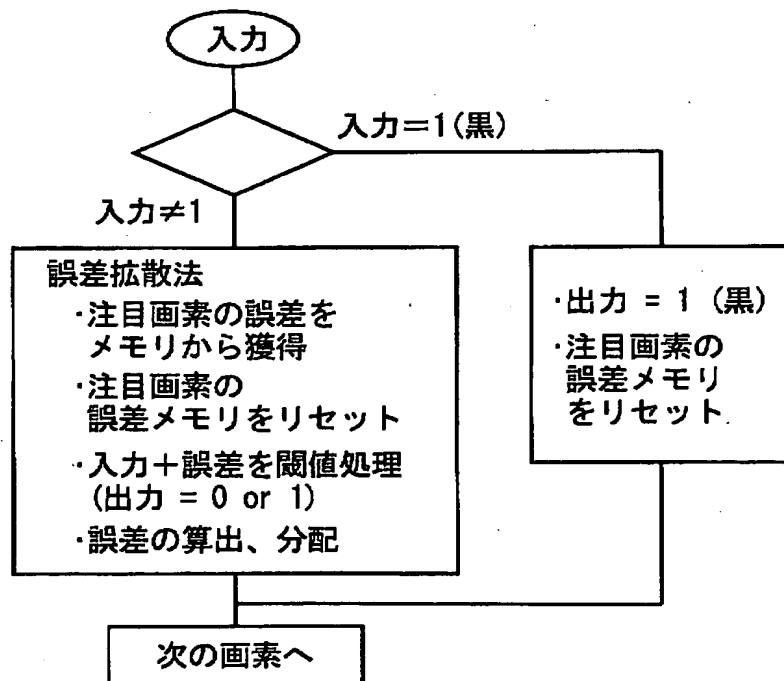 入力
入力=1(黒)
入力≠1
誤差拡散法
・注目画素の誤差を
メモリから獲得
・注目画素の
誤差メモリをリセット
・入力+誤差を閾値処理
(出力 = 0 or 1)
・誤差の算出、分配
・出力 = 1 (黒)
・注目画素の
誤差メモリ
をリセット
次の画素へ